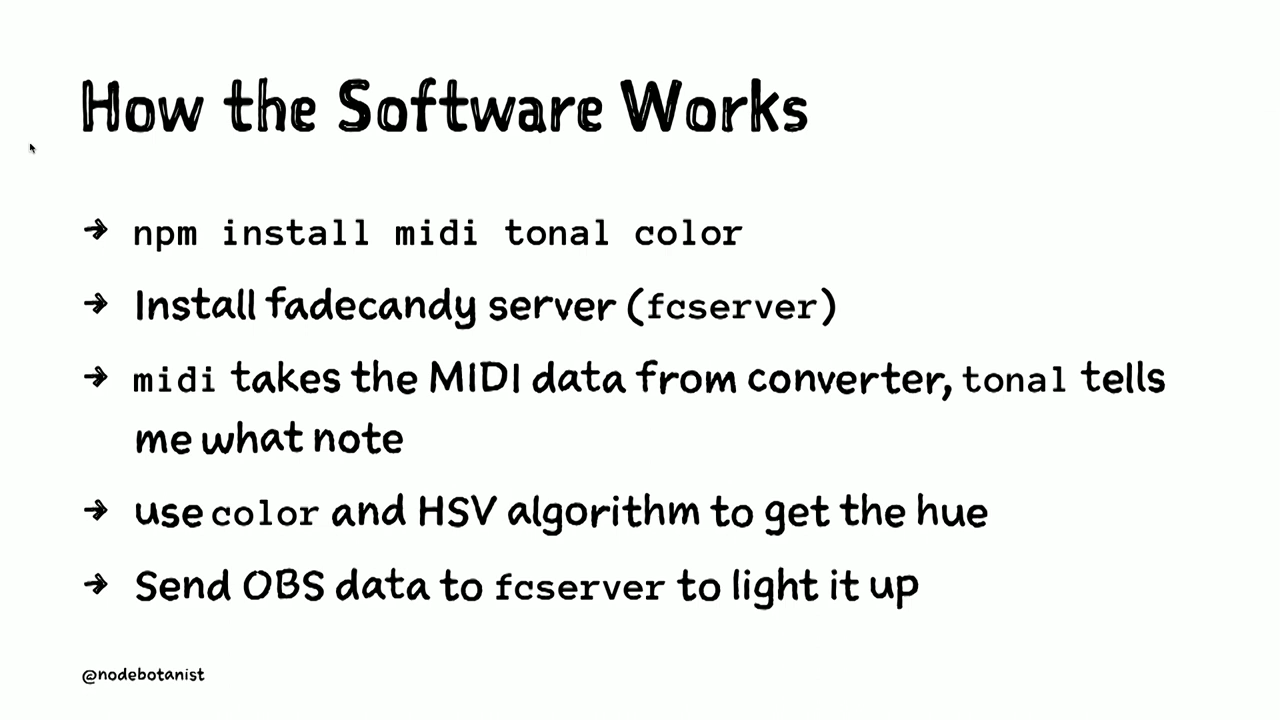 How the Software Works
→ npm install midi tonal color
→ Install fadecandy server (fcserver)
→ midi takes the MIDI data from converter, tonal tells
me what note
→ use color and HSV algorithm to get the hue
→ Send OBS data to fcserver to light it up
@nodebotanist